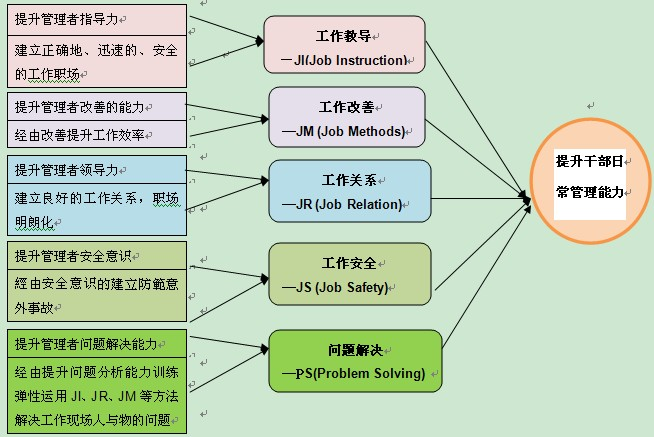 提升管理者指导力
建立正确地、迅速的、安全
的工作职场
工作教导
—JI(Job Instruction)
提升管理者改善的能力
经由改善提升工作效率
工作改善
—JM (Job Methods)
提升管理者领导力
建立良好的工作关系，职场
明朗化
工作关系
—JR (Job Relation)
提升管理者安全意识
經由安全意识的建立防範意
外事故
工作安全
—JS (Job Safety)
提升管理者问题解决能力
经由提升问题分析能力训练
弹性运用 JI、JR、JM 等方法
解决工作现场人与物的问题
问题解决
—PS(Problem Solving)
提升干部日
常管理能力